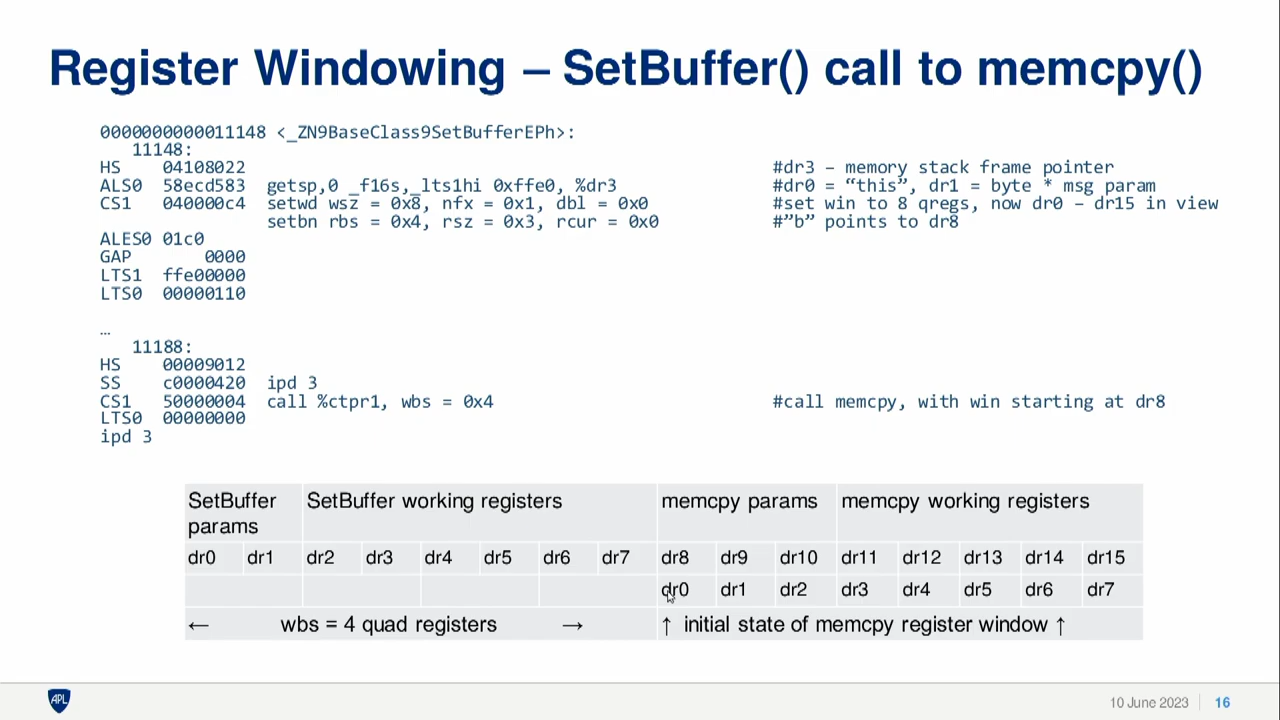 Register Windowing – SetBuffer() call to memcpy()
0000000000011148 <_ZN9BaseClass9SetBufferEPh>:
11148:
HS 04108022 #dr3 – memory stack frame pointer
ALS0 58ecd583 getsp,0 _f16s,_lts1hi 0xffe0, %dr3 #dr0 = “this”, dr1 = byte * msg param
CS1 040000c4 setwd wsz = 0x8, nfx = 0x1, dbl = 0x0 #set win to 8 qregs, now dr0 – dr15 in view
setbn rbs = 0x4, rsz = 0x3, rcur = 0x0 #”b” points to dr8
ALES0 01c0
GAP 0000
LTS1 ffe00000
LTS0 00000110
…
11188:
HS 00009012
SS c0000420 ipd 3
CS1 50000004 call %ctpr1, wbs = 0x4 #call memcpy, with win starting at dr8
LTS0 00000000
ipd 3
SetBuffer params SetBuffer working registers memcpy params memcpy working registers
dr0 dr1 dr2 dr3 dr4 dr5 dr6 dr7 dr8 dr9 dr10 dr11 dr12 dr13 dr14 dr15
dr0 dr1 dr2 dr3 dr4 dr5 dr6 dr7
← wbs = 4 quad registers → ↑ initial state of memcpy register window ↑
APL 10 June 2023 16